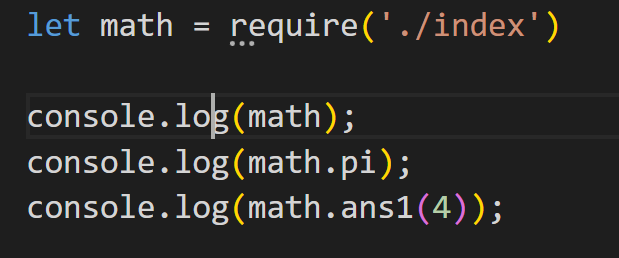 let math = require('./index')
console.log(math);
console.log(math.pi);
console.log(math.ans1(4));